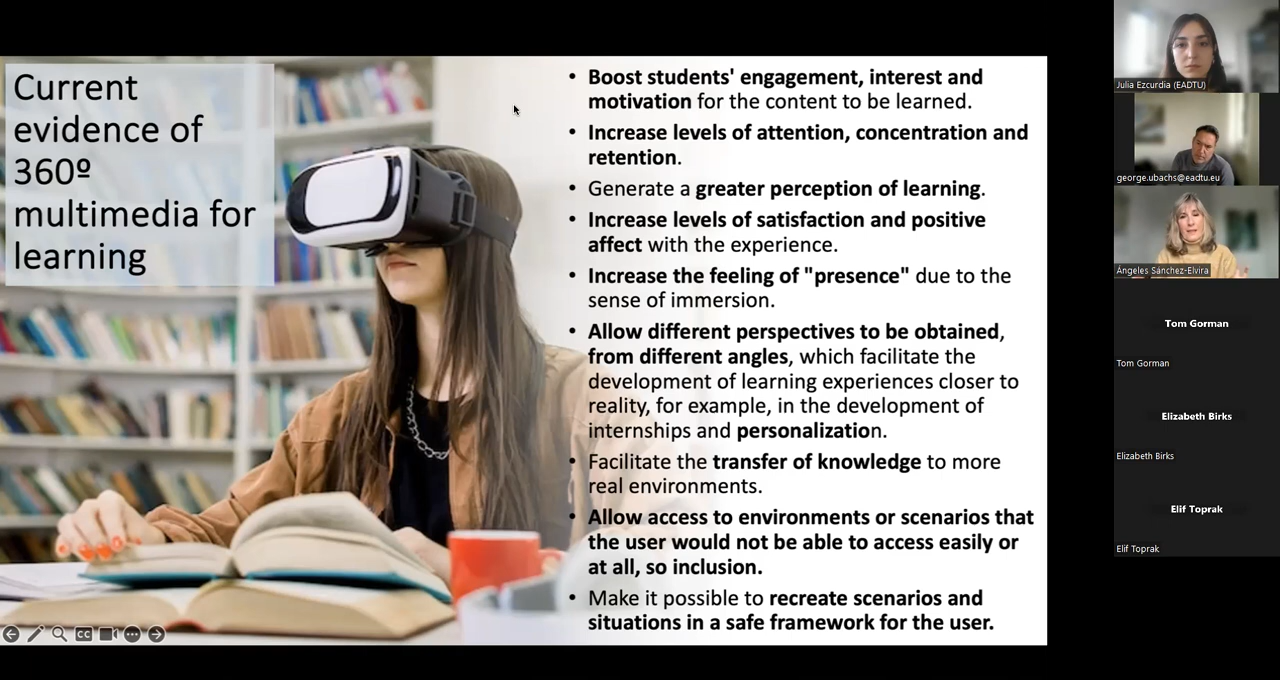 Current
evidence of
360º
multimedia for
learning
• Boost students' engagement, interest and
motivation for the content to be learned.
• Increase levels of attention, concentration and
retention.
• Generate a greater perception of learning.
• Increase levels of satisfaction and positive
affect with the experience.
• Increase the feeling of "presence" due to the
sense of immersion.
• Allow different perspectives to be obtained,
from different angles, which facilitate the
development of learning experiences closer to
reality, for example, in the development of
internships and personalization.
• Facilitate the transfer of knowledge to more
real environments.
• Allow access to environments or scenarios that
the user would not be able to access easily or
at all, so inclusion.
• Make it possible to recreate scenarios and
situations in a safe framework for the user.
CC
Julia Ezcurdia (EADTU)
george.ubachs@eadtu.eu
Ángeles Sánchez-Elvira
Tom Gorman
Tom Gorman
Elizabeth Birks
Elizabeth Birks
Elif Toprak
Elif Toprak